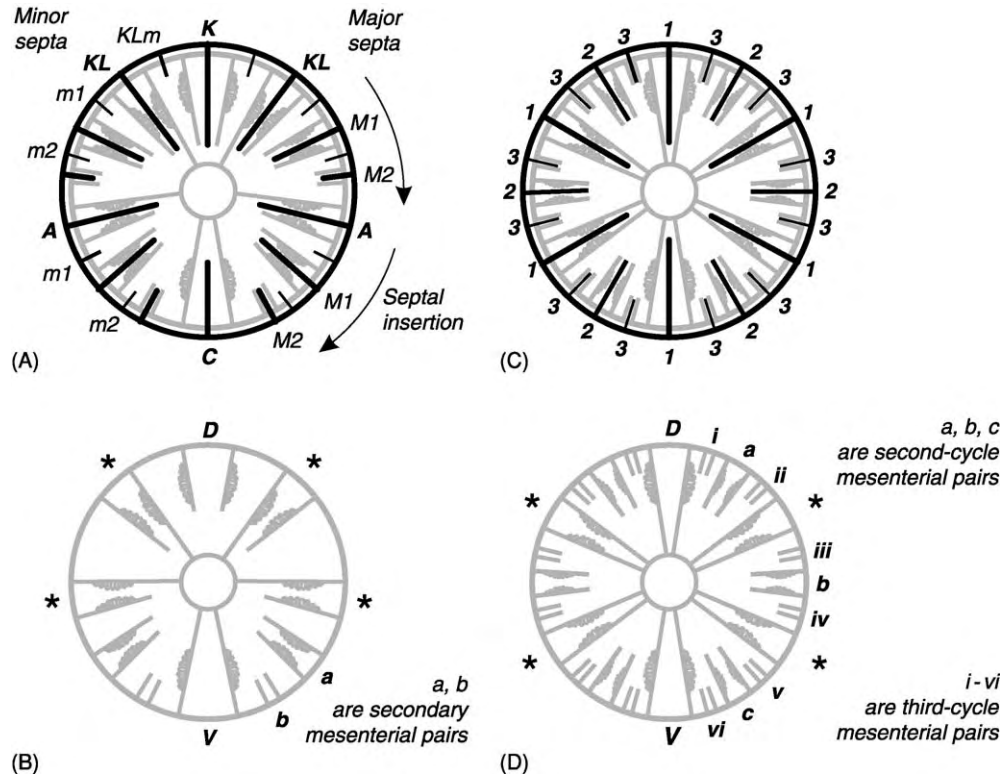 Minor
septa
KLm
K
Major
septa
KL
KL
m1
M1
m2
M2
A
A
m1
M1
Septal
insertion
m2
M2
C
(A)
1
3
3
2
2
3
3
1
1
3
3
2
2
3
3
1
1
3
3
2
2
3
3
1
(C)
D
*
*
*
*
a
b
V
a, b
are secondary
mesenterial pairs
(B)
D
i
a
ii
*
*
iii
b
iv
*
*
v
c
vi
V
a, b, c
are second-cycle
mesenterial pairs
i - vi
are third-cycle
mesenterial pairs
(D)